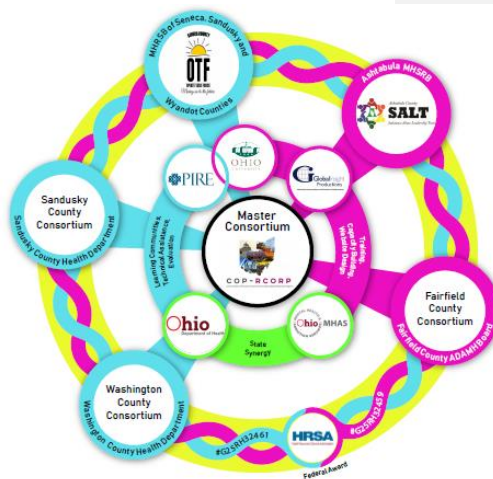 MHRSB of Seneca, Sandusky and
Wyandot Counties
OTF
Ashtabula MHSRB
SALT
OHIO
UNIVERSITY
PIRE
GlobalInsight
Productions
Sandusky
County
Consortium
Sandusky County Health Department
Master
Consortium
COP-RCORP
Learning Communities,
Technical Assistance,
Evaluation
Training,
Capacity Building,
Website Design
Fairfield
County
Consortium
Fairfield County ADAMH Board
Ohio
Department of Health
Ohio MHAS
State
Synergy
Washington
County
Consortium
Washington County Health Department
#G25RH32461
#G25RH32459
HRSA
Federal Award